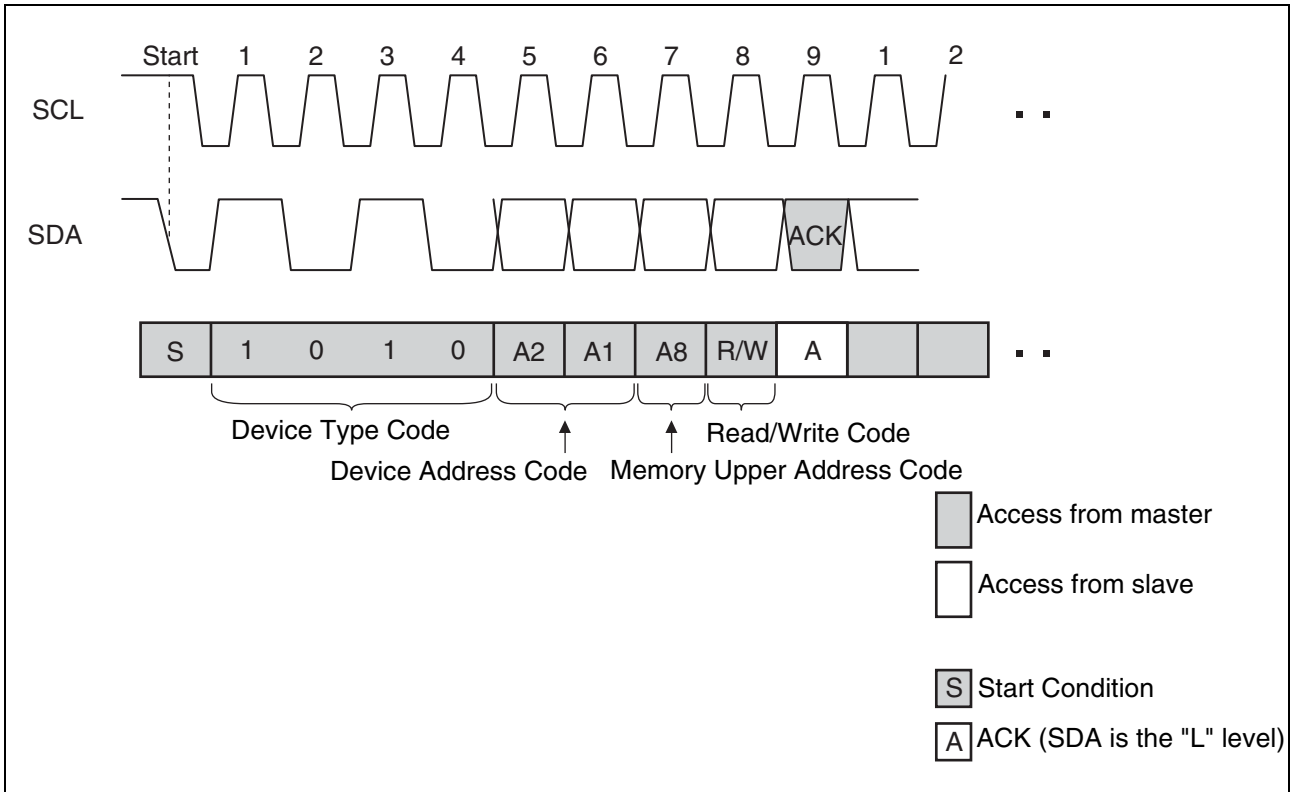 Start 1 2 3 4 5 6 7 8 9 1 2
SCL
SDA
ACK
S 1 0 1 0 A2 A1 A8 R/W A
Device Type Code
Read/Write Code
Device Address Code
Memory Upper Address Code
Access from master
Access from slave
S Start Condition
A ACK (SDA is the "L" level)